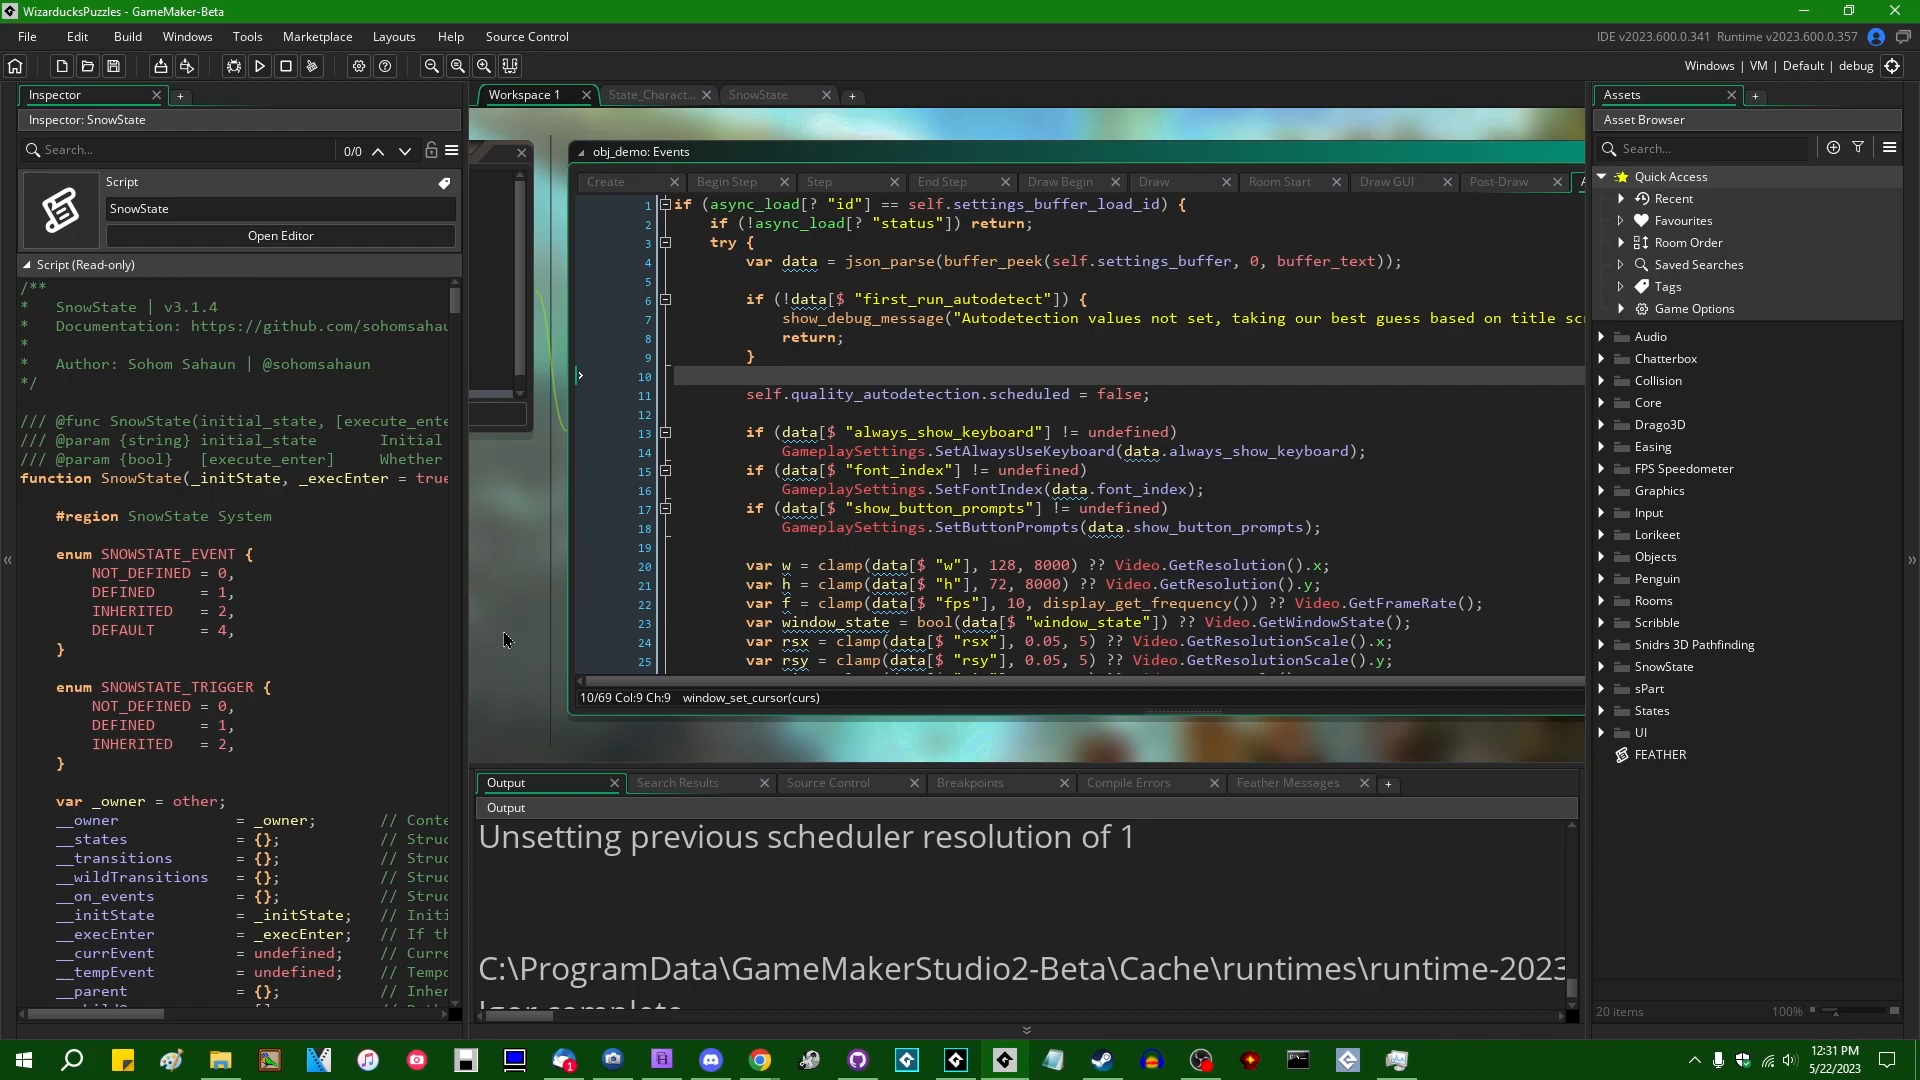 WizarducksPuzzles - GameMaker-Beta
File Edit Build Windows Tools Marketplace Layouts Help Source Control
IDE v2023.600.0.341 Runtime v2023.600.0.357
Windows | VM | Default | debug
Inspector
Inspector: SnowState
Search... 0/0
Script
SnowState
Open Editor
Script (Read-only)
/**
* SnowState | v3.1.4
* Documentation: https://github.com/sohomsahau
*
* Author: Sohom Sahaun | @sohomsahaun
*/
/// @func SnowState(initial_state, [execute_ente
/// @param {string} initial_state Initial
/// @param {bool} [execute_enter] Whether
function SnowState(_initState, _execEnter = true
#region SnowState System
enum SNOWSTATE_EVENT {
NOT_DEFINED = 0,
DEFINED = 1,
INHERITED = 2,
DEFAULT = 4,
}
enum SNOWSTATE_TRIGGER {
NOT_DEFINED = 0,
DEFINED = 1,
INHERITED = 2,
}
var _owner = other;
__owner = _owner; // Conte
__states = {}; // Struc
__transitions = {}; // Struc
__wildTransitions = {}; // Struc
__on_events = {}; // Struc
__initState = _initState; // Initi
__execEnter = _execEnter; // If th
__currEvent = undefined; // Curre
__tempEvent = undefined; // Tempo
__parent = {}; // Inher
Workspace 1 State_Charact... SnowState
obj_demo: Events
Create Begin Step Step End Step Draw Begin Draw Room Start Draw GUI Post-Draw
1 if (async_load[? "id"] == self.settings_buffer_load_id) {
2 if (!async_load[? "status"]) return;
3 try {
4 var data = json_parse(buffer_peek(self.settings_buffer, 0, buffer_text));
5
6 if (!data[$ "first_run_autodetect"]) {
7 show_debug_message("Autodetection values not set, taking our best guess based on title sc
8 return;
9 }
10
11 self.quality_autodetection.scheduled = false;
12
13 if (data[$ "always_show_keyboard"] != undefined)
14 GameplaySettings.SetAlwaysUseKeyboard(data.always_show_keyboard);
15 if (data[$ "font_index"] != undefined)
16 GameplaySettings.SetFontIndex(data.font_index);
17 if (data[$ "show_button_prompts"] != undefined)
18 GameplaySettings.SetButtonPrompts(data.show_button_prompts);
19
20 var w = clamp(data[$ "w"], 128, 8000) ?? Video.GetResolution().x;
21 var h = clamp(data[$ "h"], 72, 8000) ?? Video.GetResolution().y;
22 var f = clamp(data[$ "fps"], 10, display_get_frequency()) ?? Video.GetFrameRate();
23 var window_state = bool(data[$ "window_state"]) ?? Video.GetWindowState();
24 var rsx = clamp(data[$ "rsx"], 0.05, 5) ?? Video.GetResolutionScale().x;
25 var rsy = clamp(data[$ "rsy"], 0.05, 5) ?? Video.GetResolutionScale().y;
10/69 Col:9 Ch:9 window_set_cursor(curs)
Output Search Results Source Control Breakpoints Compile Errors Feather Messages
Output
Unsetting previous scheduler resolution of 1
C:\ProgramData\GameMakerStudio2-Beta\Cache\runtimes\runtime-2023
Igor complete
Assets
Asset Browser
Search...
Quick Access
Recent
Favourites
Room Order
Saved Searches
Tags
Game Options
Audio
Chatterbox
Collision
Core
Drago3D
Easing
FPS Speedometer
Graphics
Input
Lorikeet
Objects
Penguin
Rooms
Scribble
Snidrs 3D Pathfinding
SnowState
sPart
States
UI
FEATHER
20 items 100%
12:31 PM
5/22/2023